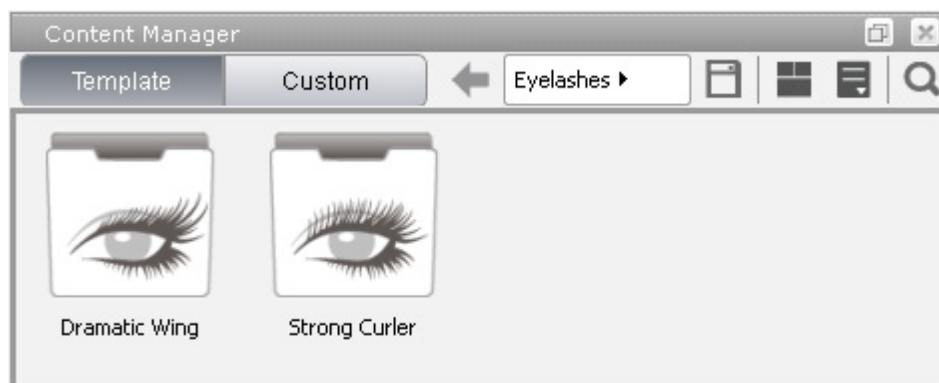 Content Manager
Template
Custom
Eyelashes
Dramatic Wing
Strong Curler